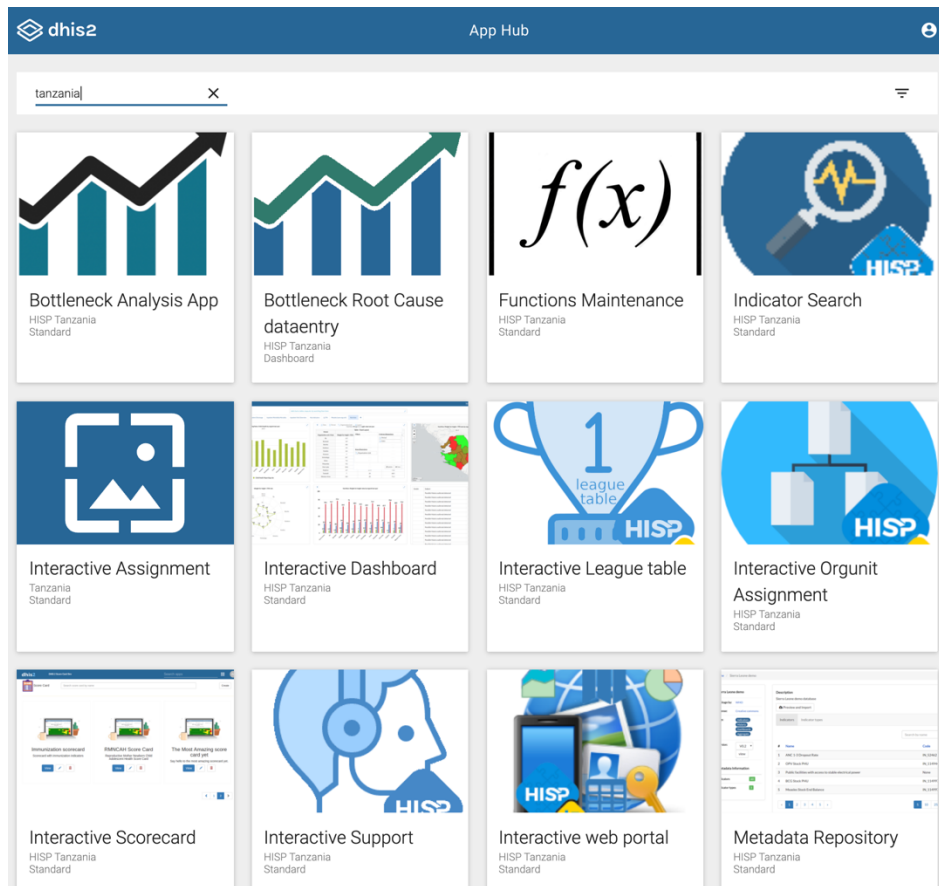 dhis2
App Hub
tanzania
f(x)
HISP
Bottleneck Analysis App
HISP Tanzania
Standard
Bottleneck Root Cause
dataentry
HISP Tanzania
Dashboard
Functions Maintenance
HISP Tanzania
Standard
Indicator Search
HISP Tanzania
Standard
1
league
table
HISP
HISP
Interactive Assignment
Tanzania
Standard
Interactive Dashboard
HISP Tanzania
Standard
Interactive League table
HISP Tanzania
Standard
Interactive Orgunit
Assignment
HISP Tanzania
Standard
Immunization scorecard
RMNCAH Score Card
The Most Amazing score
card yet
HISP
HISP
Description
Interactive Scorecard
HISP Tanzania
Standard
Interactive Support
HISP Tanzania
Standard
Interactive web portal
HISP Tanzania
Standard
Metadata Repository
HISP Tanzania
Standard